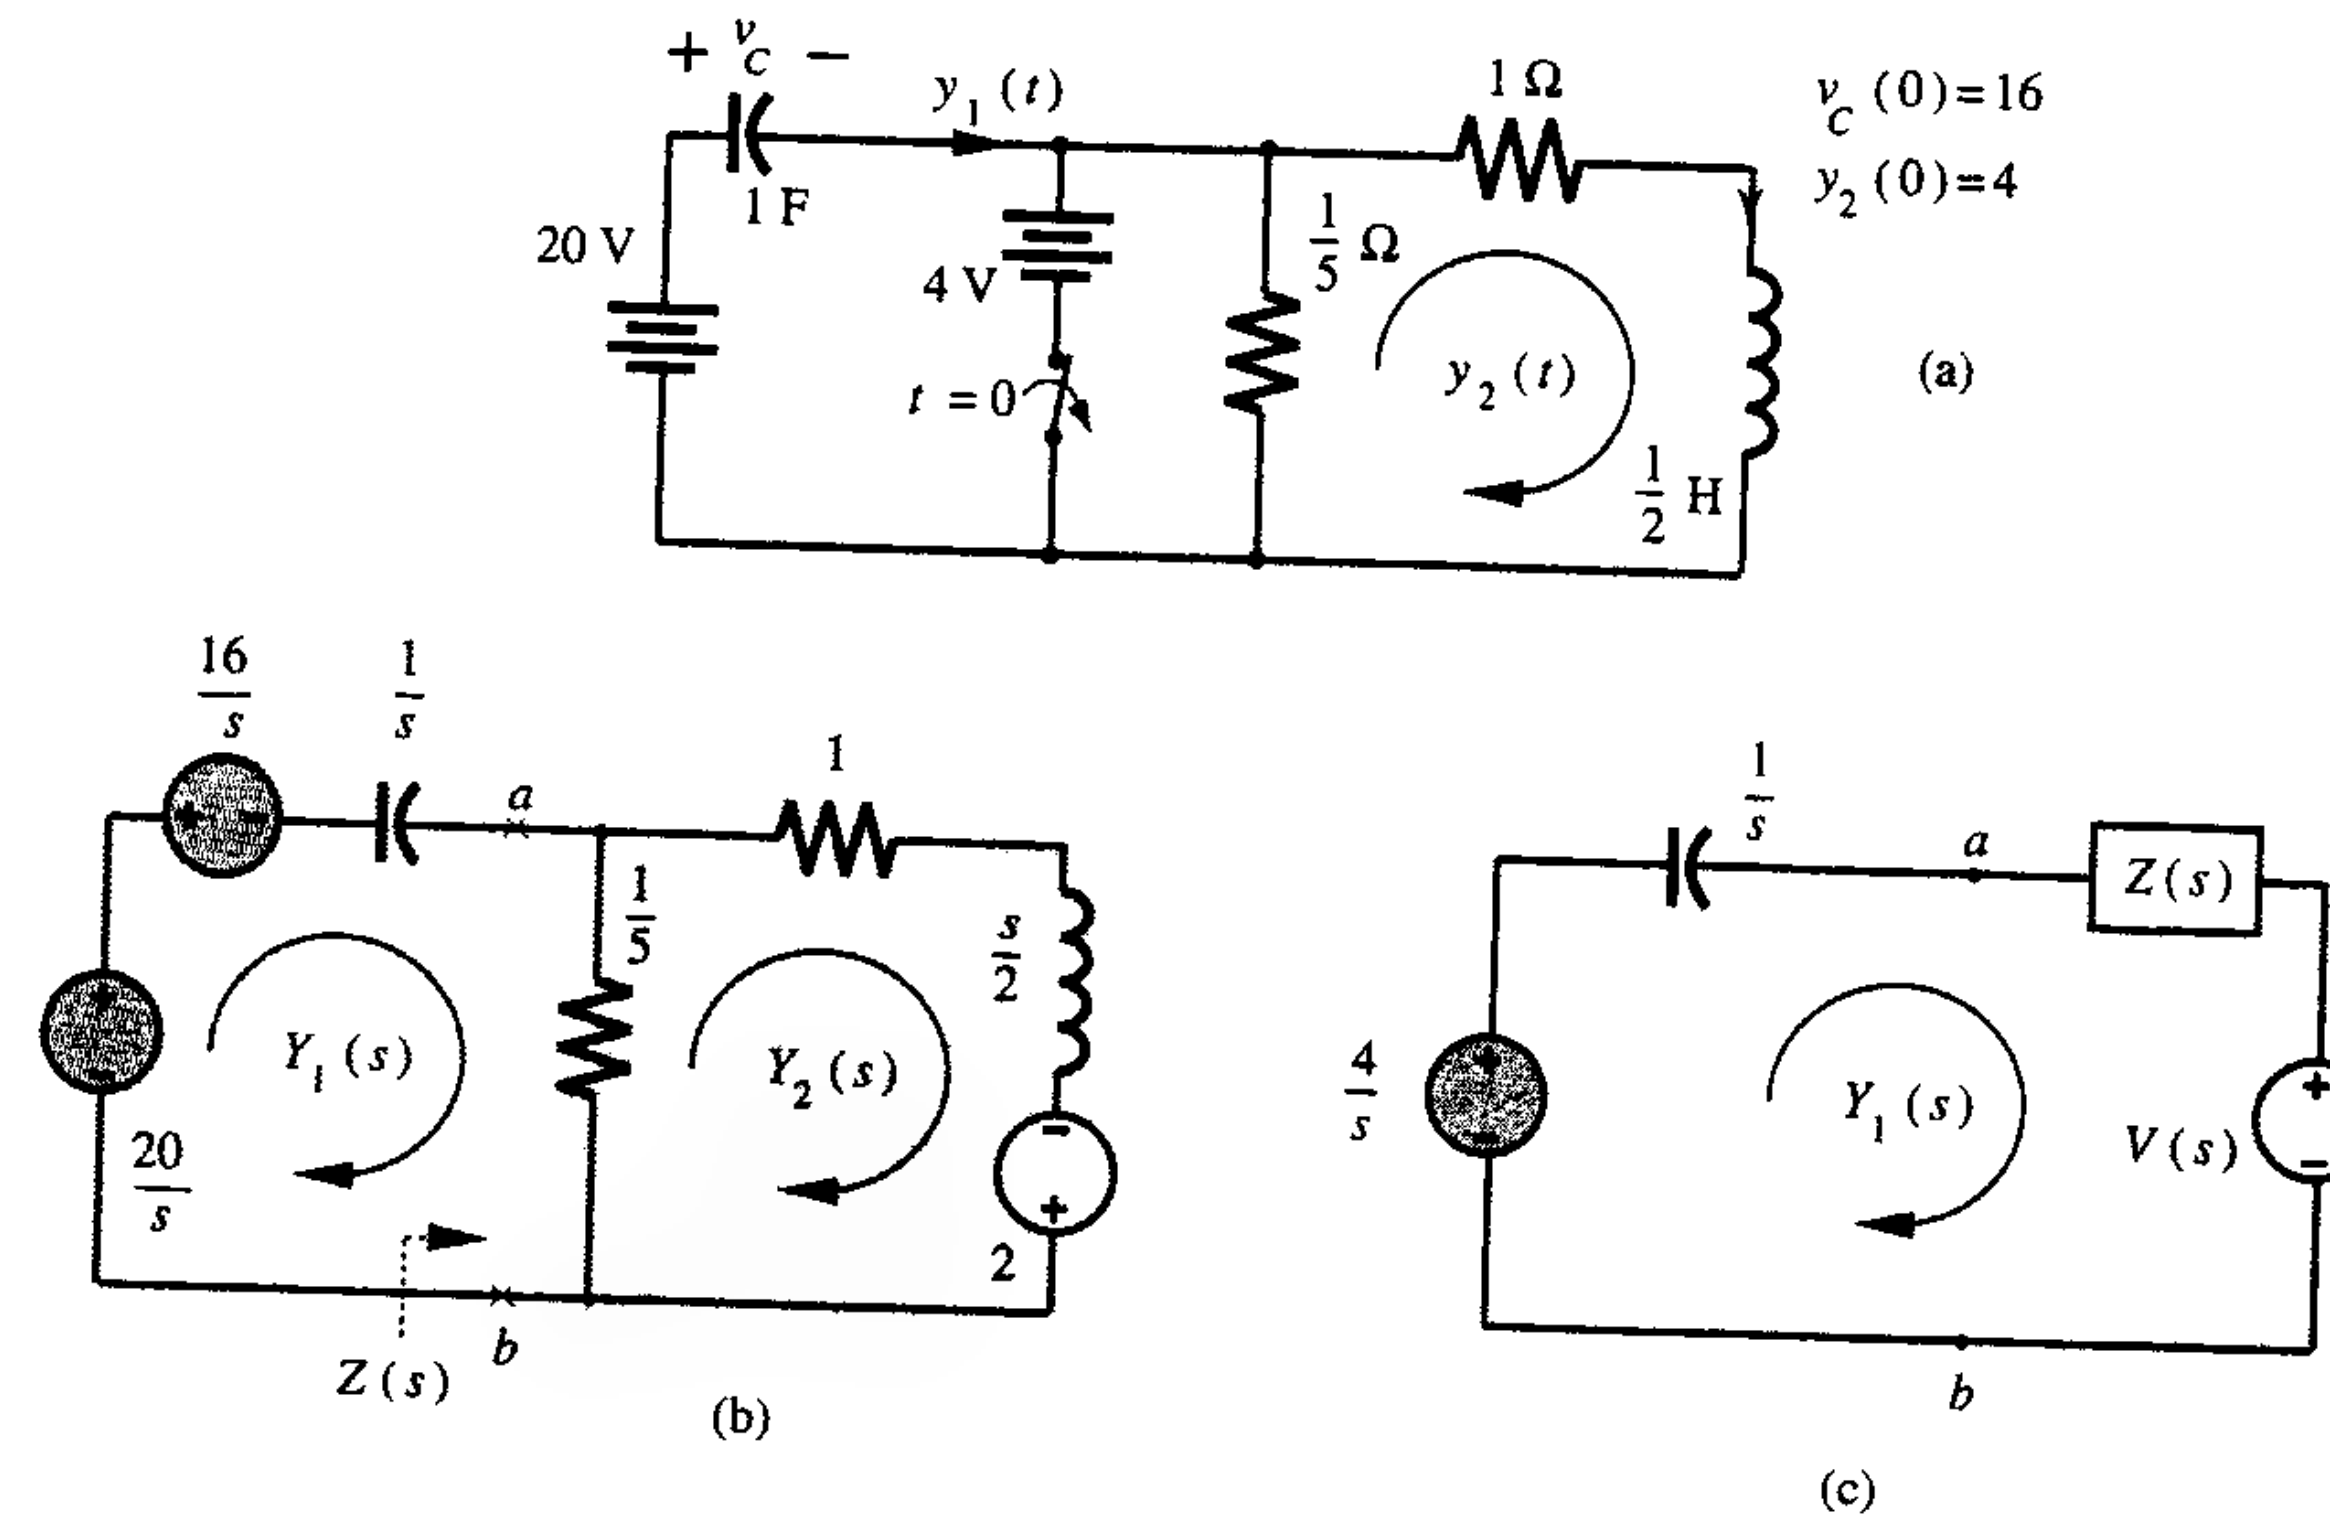 + v_C −
y_1 (t)
1 Ω
v_C (0)=16
y_2 (0)=4
1 F
20 V
4 V
1/5 Ω
t = 0
y_2 (t)
1/2 H
(a)
16/s
1/s
a
1
1/5
s/2
+ −
+
−
Y_1 (s)
Y_2 (s)
20/s
−
+
2
Z (s)
b
(b)
1/s
a
Z (s)
4/s
+
−
Y_1 (s)
V (s)
+
−
b
(c)